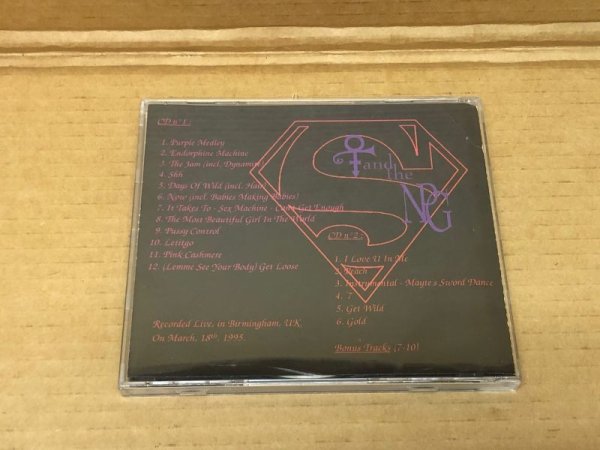 CD n°1:
1. Purple Medley
2. Endorphine Machine
3. The Jam (incl. Dynamite)
4. Shh
5. Days Of Wild (incl. Hair)
6. Now (incl. Babies Making Babies)
7. It Takes To - Sex Machine - Cant Get Enough
8. The Most Beautiful Girl In The World
9. Pussy Control
10. Letitgo
11. Pink Cashmere
12. (Lemme See Your Body) Get Loose
Recorded Live, in Birmingham, UK,
On March, 18th, 1995.
and
the
NPG
CD n°2:
1. I Love U In Me
2. Peach
3. Instrumental - Mayte's Sword Dance
4. 7
5. Get Wild
6. Gold
Bonus Tracks (7-10)